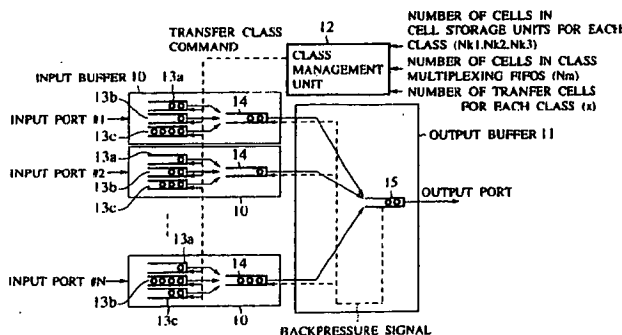 TRANSFER CLASS
COMMAND
12
NUMBER OF CELLS IN
CELL STORAGE UNITS FOR EACH
CLASS (Nk1.Nk2.Nk3)
CLASS
MANAGEMENT
UNIT
NUMBER OF CELLS IN CLASS
MULTIPLEXING FIFOS (Nm)
NUMBER OF TRANFER CELLS
FOR EACH CLASS (x)
INPUT BUFFER 10
13a
13b
14
INPUT PORT #1
13c
OUTPUT BUFFER 11
13a
14
INPUT PORT #2
13b
13c
10
15
OUTPUT PORT
13a
14
INPUT PORT #N
13b
13c
10
BACKPRESSURE SIGNAL